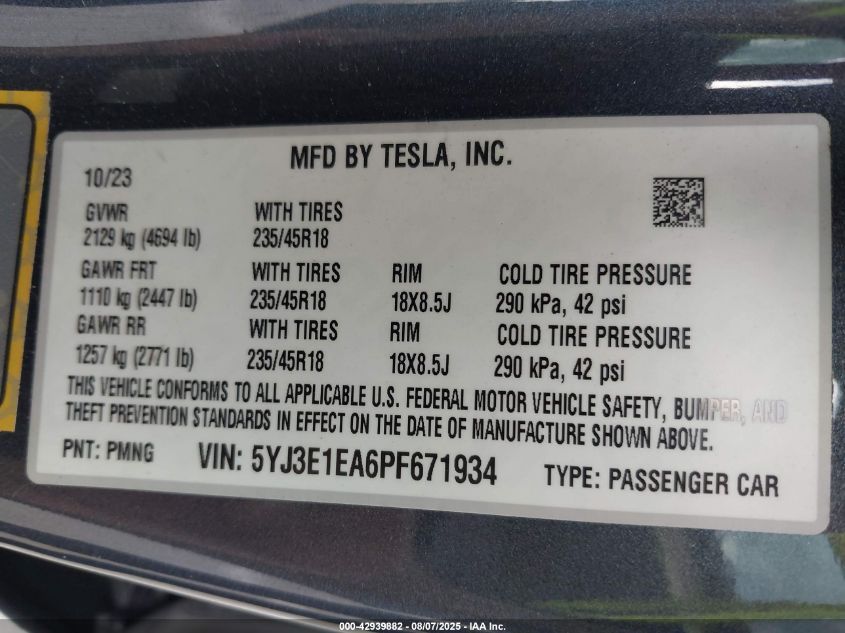 MFD BY TESLA, INC.
10/23
GVWR WITH TIRES
2129 kg (4694 lb) 235/45R18
GAWR FRT WITH TIRES RIM COLD TIRE PRESSURE
1110 kg (2447 lb) 235/45R18 18X8.5J 290 kPa, 42 psi
GAWR RR WITH TIRES RIM COLD TIRE PRESSURE
1257 kg (2771 lb) 235/45R18 18X8.5J 290 kPa, 42 psi
THIS VEHICLE CONFORMS TO ALL APPLICABLE U.S. FEDERAL MOTOR VEHICLE SAFETY, BUMPER, AND
THEFT PREVENTION STANDARDS IN EFFECT ON THE DATE OF MANUFACTURE SHOWN ABOVE.
PNT: PMNG VIN: 5YJ3E1EA6PF671934 TYPE: PASSENGER CAR
000-42939882 - 08/07/2025 - IAA Inc.